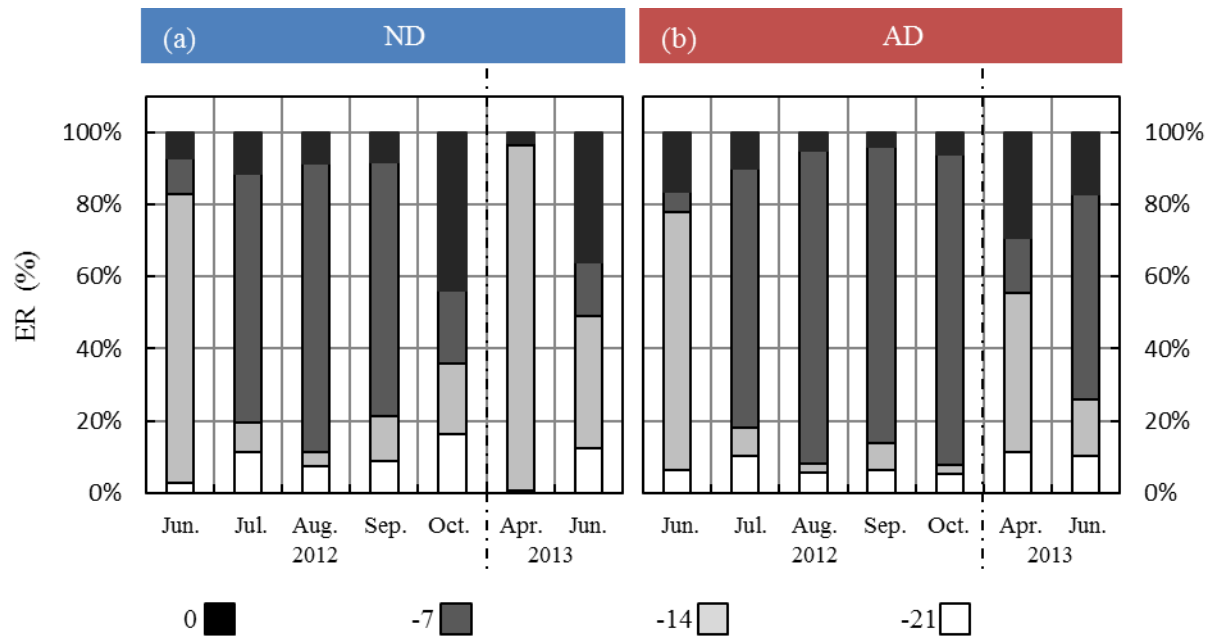 (a) ND (b) AD
100% 100%
80% 80%
60% 60%
40% 40%
20% 20%
0% 0%
ER (%)
Jun. Jul. Aug. Sep. Oct. Apr. Jun. Jun. Jul. Aug. Sep. Oct. Apr. Jun.
2012 2013 2012 2013
0 -7 -14 -21